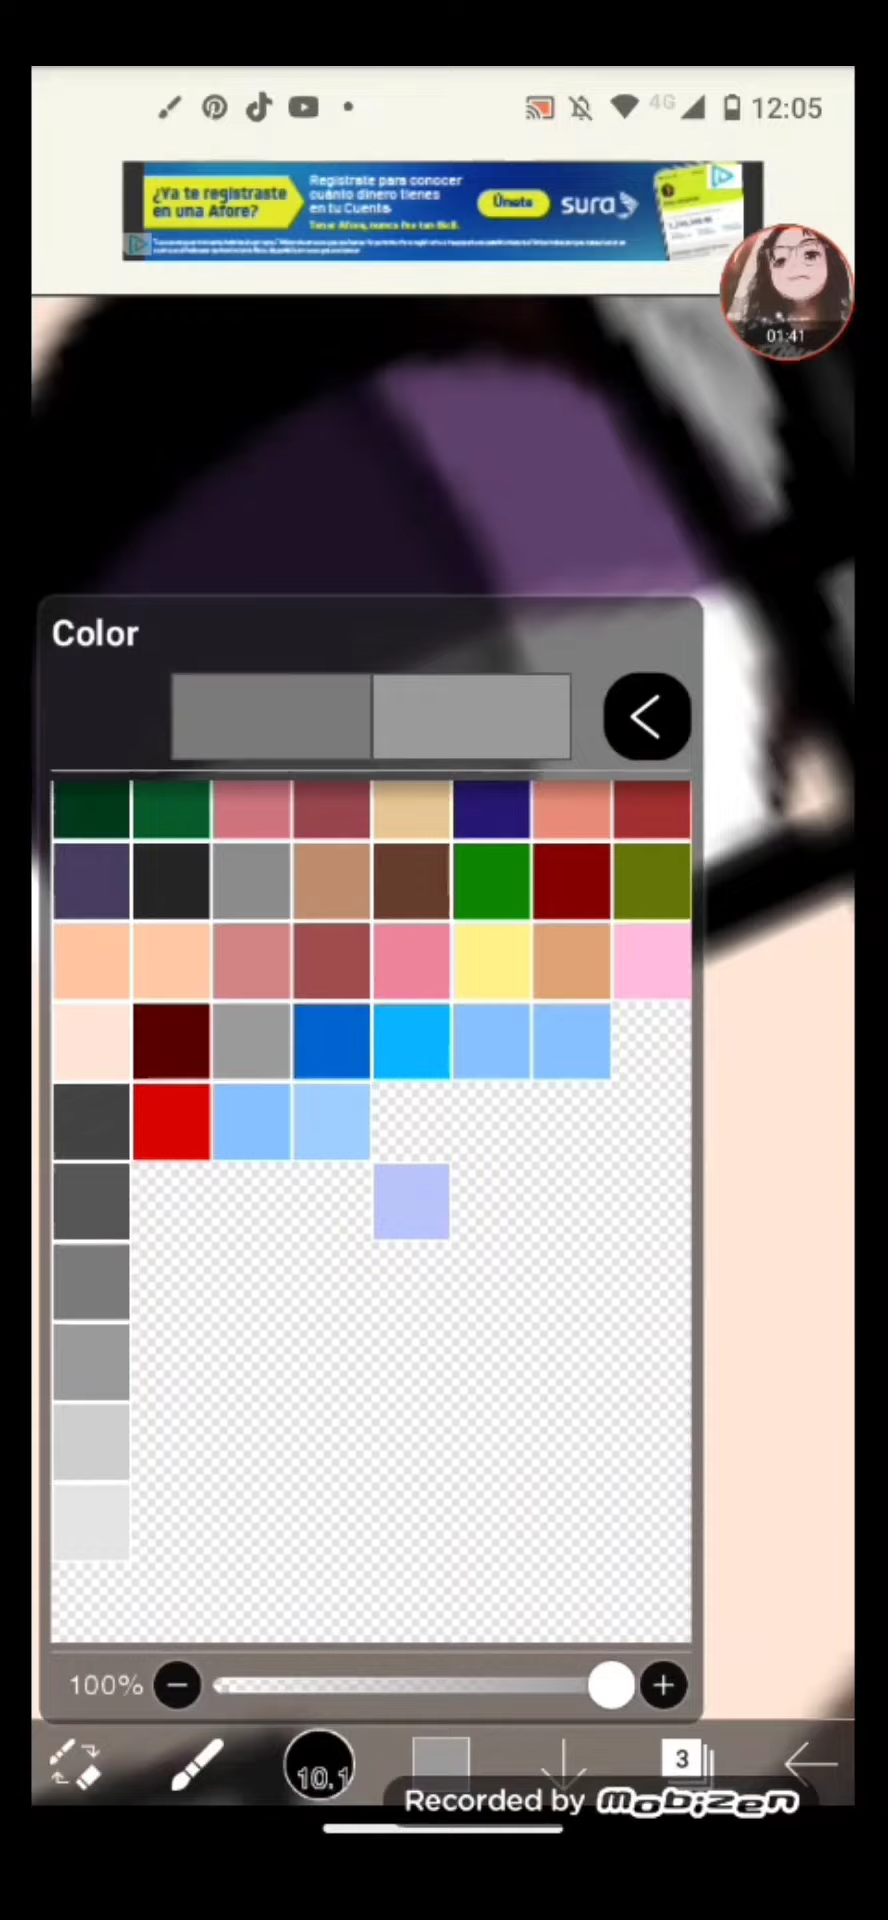 4G 12:05
¿Ya te registraste
en una Afore?
Regístrate para conocer
cuánto dinero tienes
en tu Cuenta
Únete
sura
01:41
Color
100%
10.1
3
Recorded by mobizen